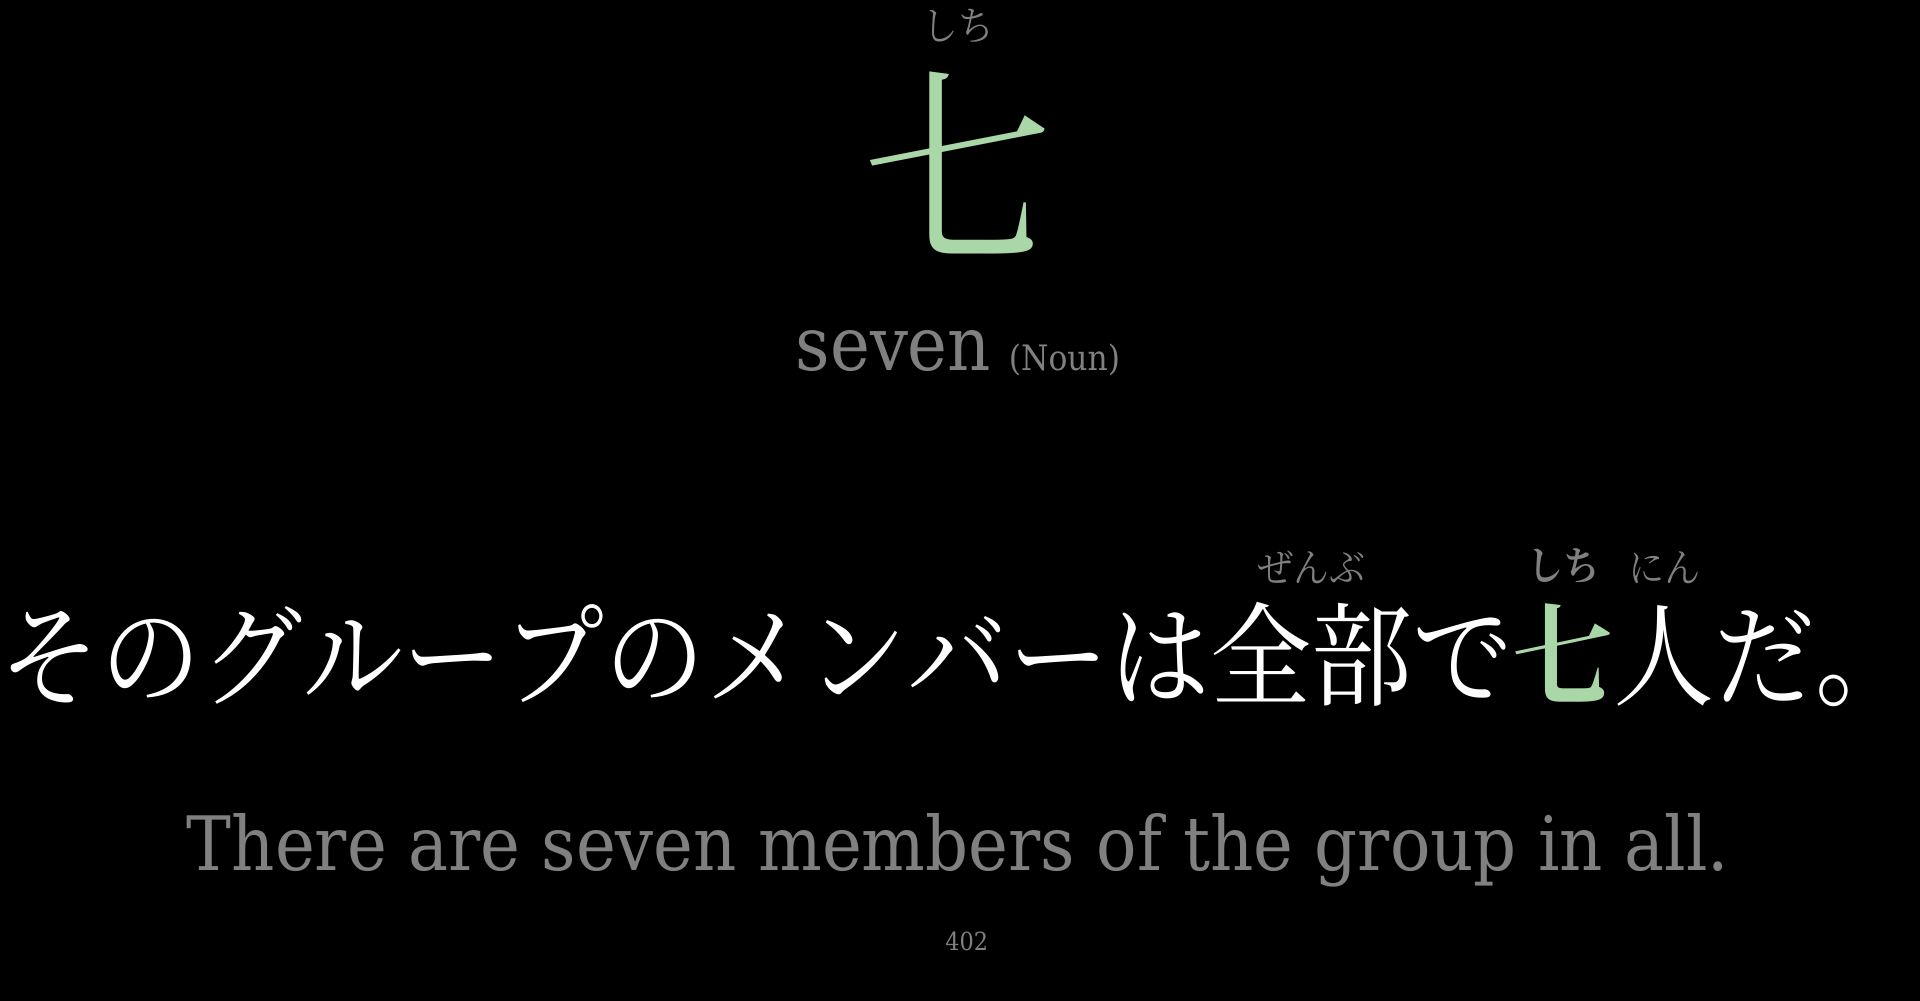 しち
七
seven (Noun)
ぜんぶ しち にん
そのグループのメンバーは全部で七人だ。
There are seven members of the group in all.
402